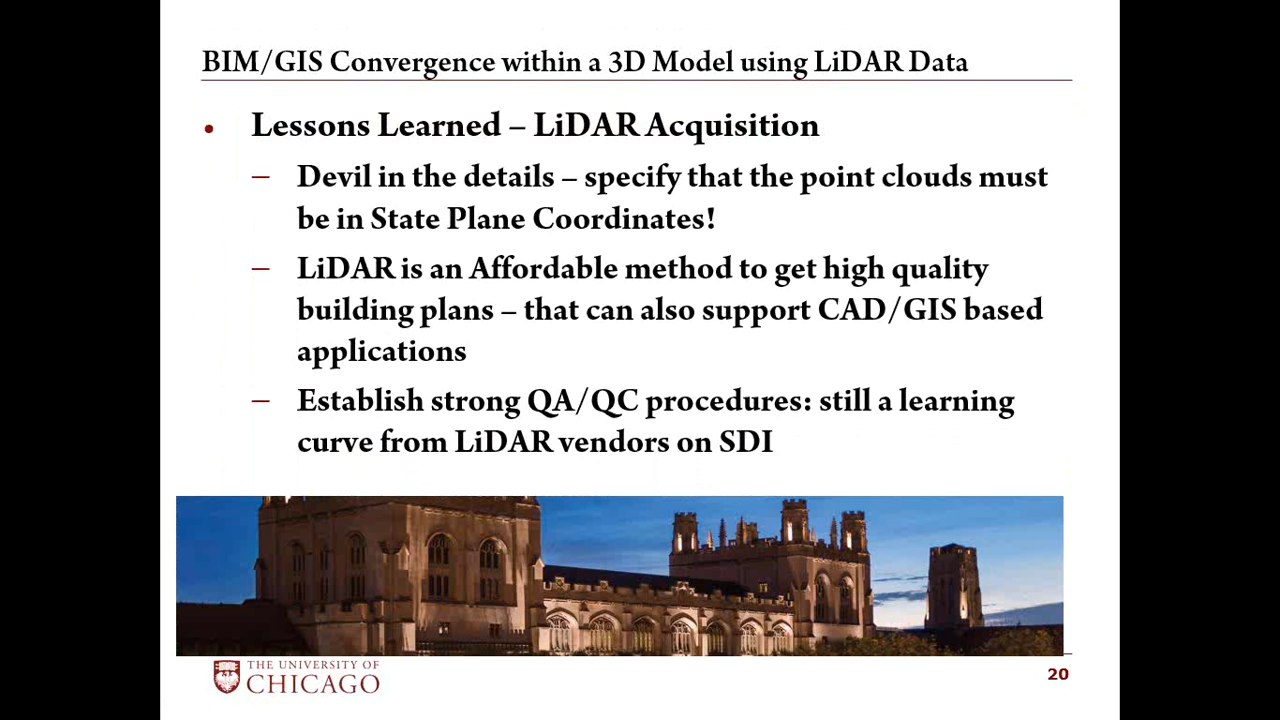 BIM/GIS Convergence within a 3D Model using LiDAR Data
• Lessons Learned – LiDAR Acquisition
– Devil in the details – specify that the point clouds must
be in State Plane Coordinates!
– LiDAR is an Affordable method to get high quality
building plans – that can also support CAD/GIS based
applications
– Establish strong QA/QC procedures: still a learning
curve from LiDAR vendors on SDI
THE UNIVERSITY OF
CHICAGO
20